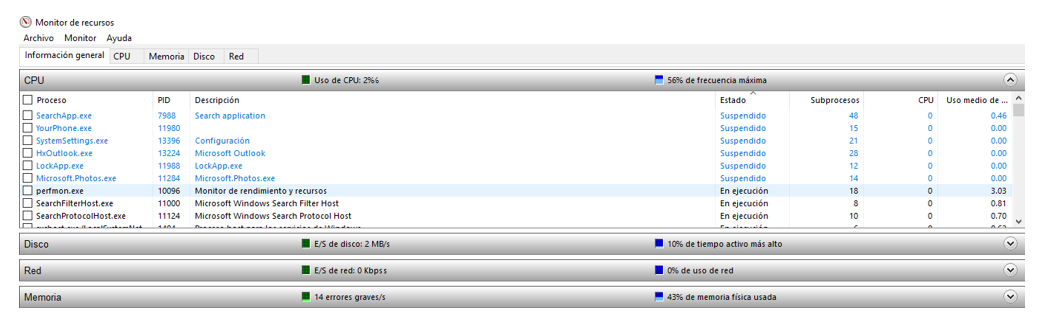 Monitor de recursos
Archivo Monitor Ayuda
Información general CPU Memoria Disco Red
CPU Uso de CPU: 2% 56% de frecuencia máxima
Proceso PID Descripción Estado Subprocesos CPU Uso medio de ...
SearchApp.exe 7988 Search application Suspendido 48 0 0.46
YourPhone.exe 11980 Suspendido 15 0 0.00
SystemSettings.exe 13396 Configuración Suspendido 21 0 0.00
HxOutlook.exe 13224 Microsoft Outlook Suspendido 28 0 0.00
LockApp.exe 11988 LockApp.exe Suspendido 12 0 0.00
Microsoft.Photos.exe 11284 Microsoft.Photos.exe Suspendido 14 0 0.00
perfmon.exe 10096 Monitor de rendimiento y recursos En ejecución 18 0 3.03
SearchFilterHost.exe 11000 Microsoft Windows Search Filter Host En ejecución 8 0 0.81
SearchProtocolHost.exe 11124 Microsoft Windows Search Protocol Host En ejecución 10 0 0.70
Disco E/S de disco: 2 MB/s 10% de tiempo activo más alto
Red E/S de red: 0 Kbps 0% de uso de red
Memoria 14 errores graves/s 43% de memoria física usada